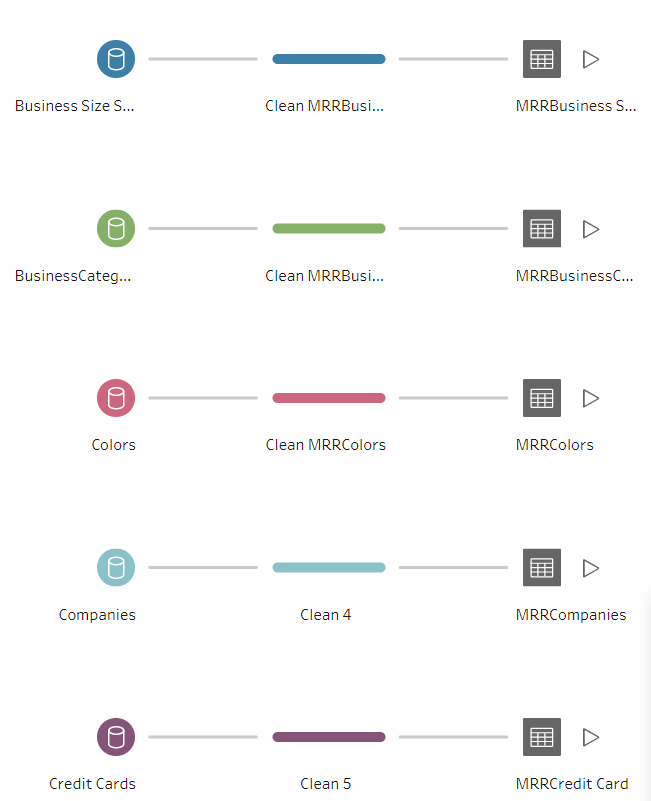 Business Size S...
Clean MRRBusi...
MRRBusiness S...
BusinessCateg...
Clean MRRBusi...
MRRBusinessC...
Colors
Clean MRRColors
MRRColors
Companies
Clean 4
MRRCompanies
Credit Cards
Clean 5
MRRCredit Card